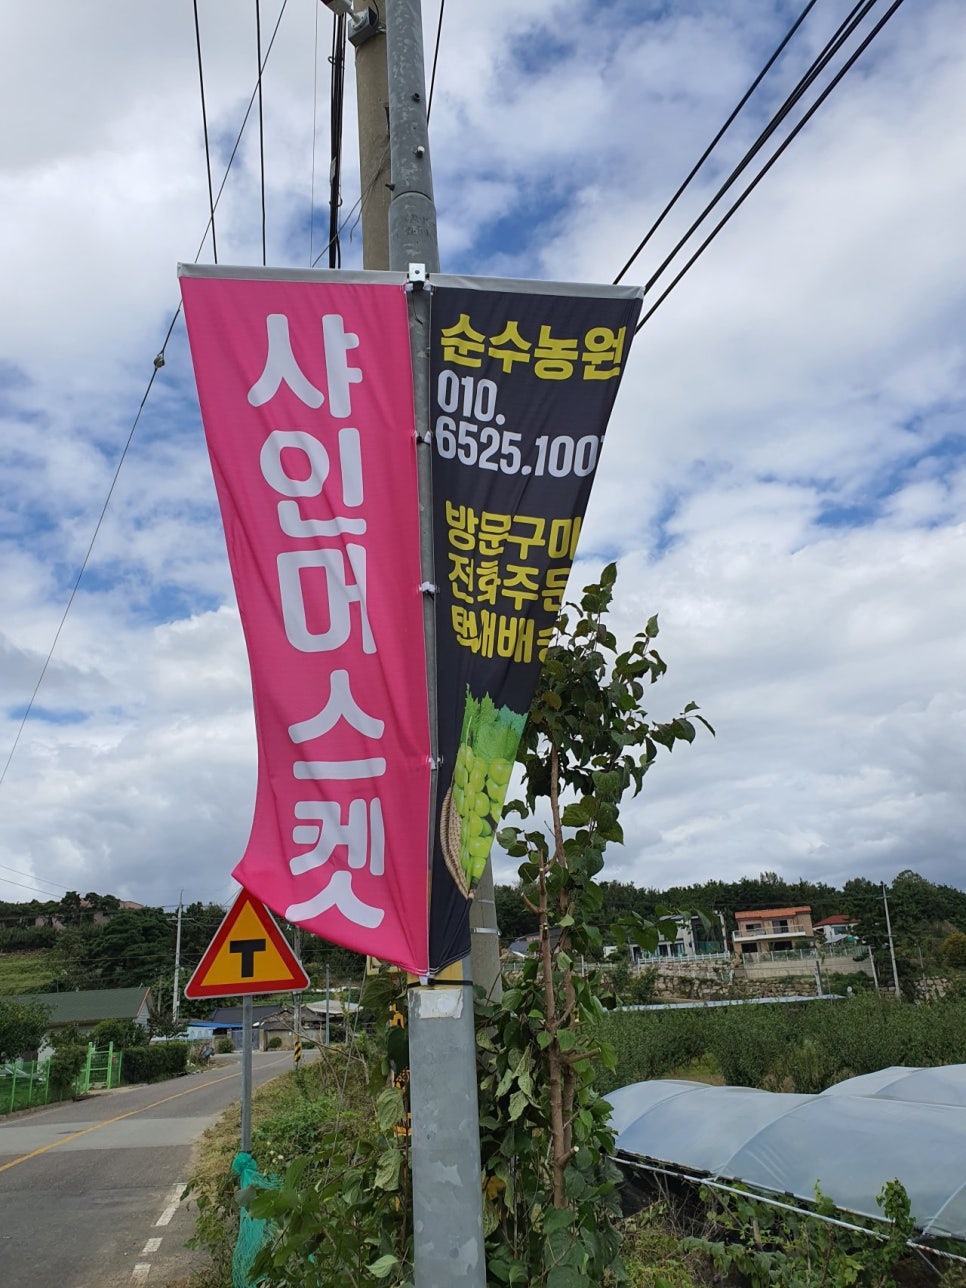 샤인머스켓
순수농원
010.
6525.100
방문구매
전화주문
택배배송